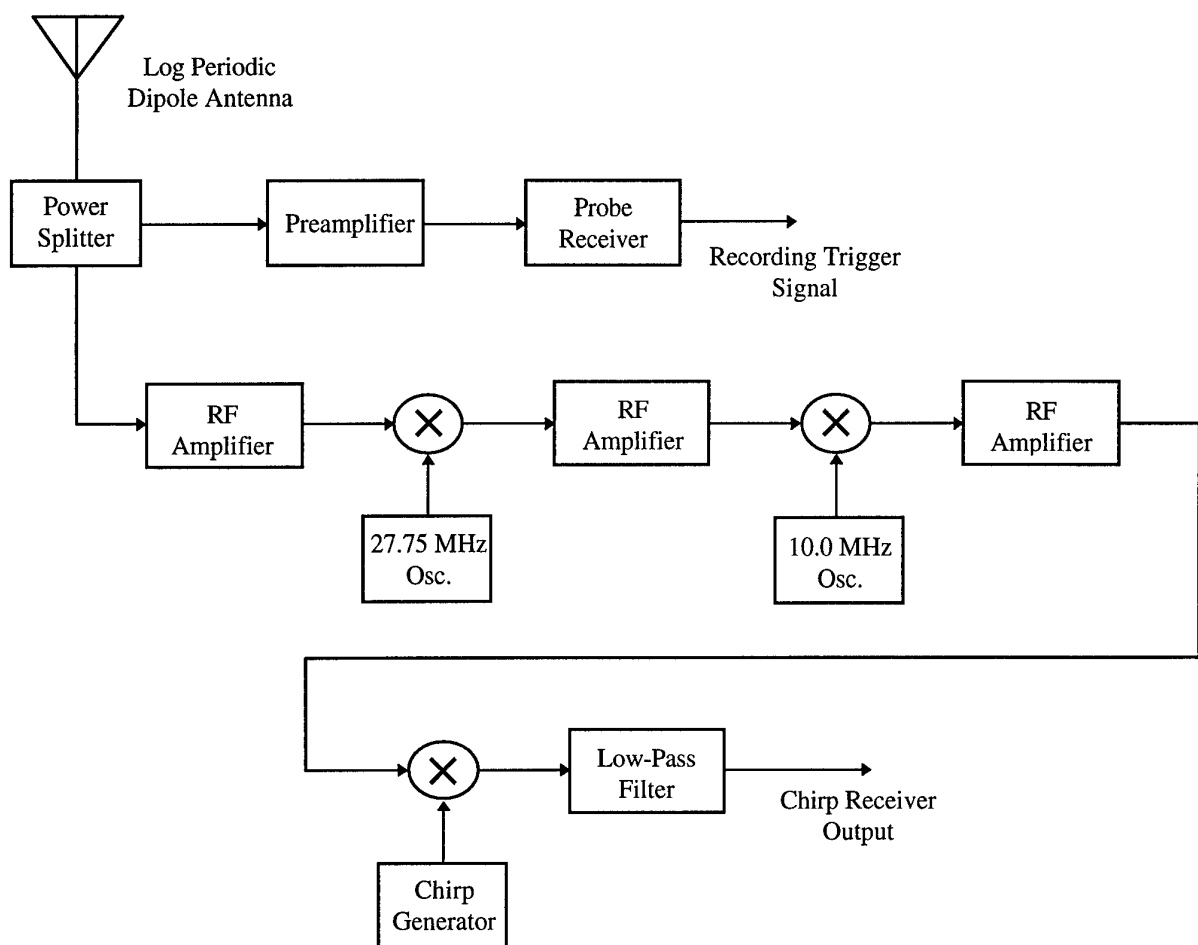 Log Periodic
Dipole Antenna
Power
Splitter
Preamplifier
Probe
Receiver
Recording Trigger
Signal
RF
Amplifier
RF
Amplifier
RF
Amplifier
27.75 MHz
Osc.
10.0 MHz
Osc.
Low-Pass
Filter
Chirp Receiver
Output
Chirp
Generator